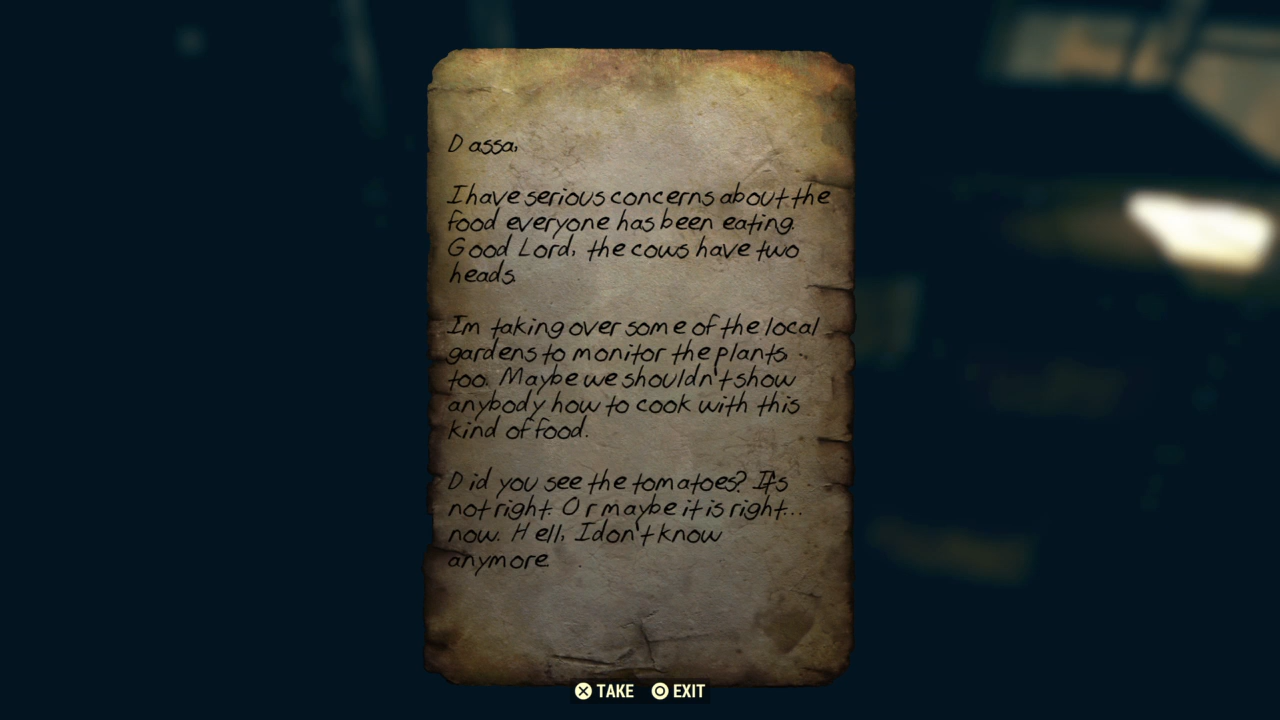 Dassa,
I have serious concerns about the
food everyone has been eating.
Good Lord, the cows have two
heads.
Im taking over some of the local
gardens to monitor the plants
too. Maybe we shouldn't show
anybody how to cook with this
kind of food.
Did you see the tomatoes? It's
not right. Or maybe it is right...
now. Hell, I don't know
anymore.
TAKE EXIT